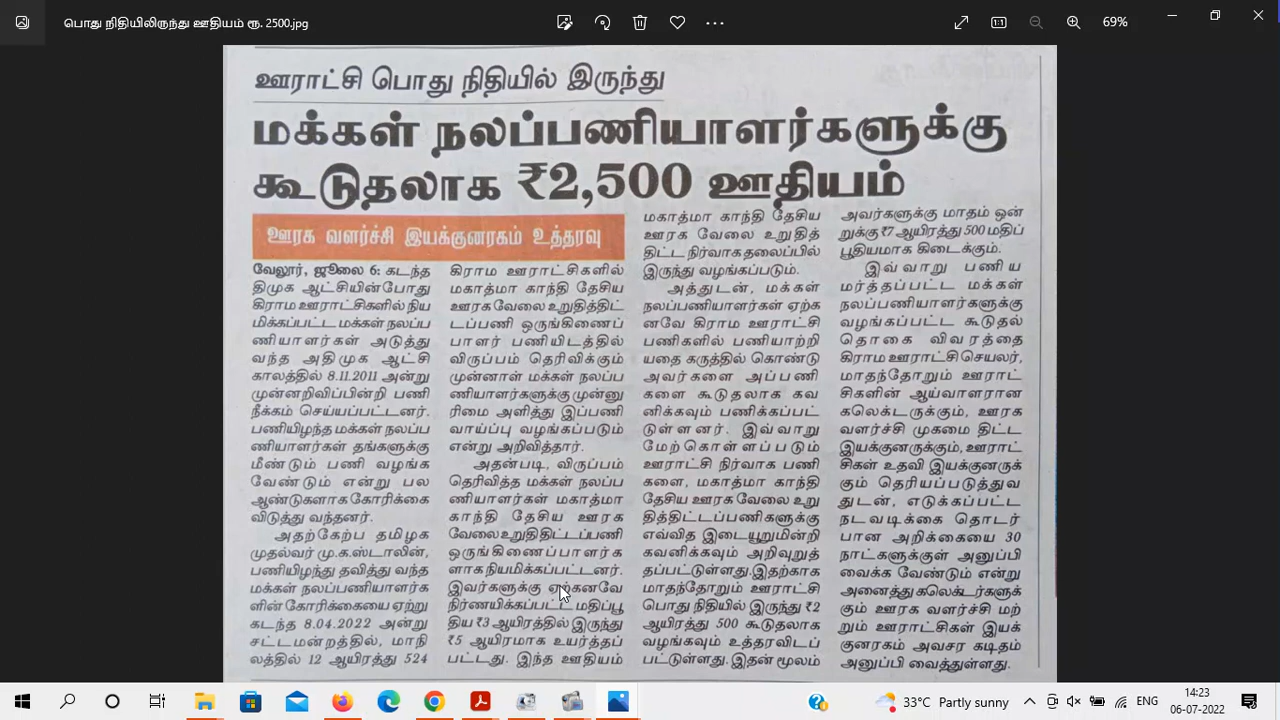 பொது நிதியிலிருந்து ஊதியம் ரூ. 2500.jpg
69%
ஊராட்சி பொது நிதியில் இருந்து
மக்கள் நலப்பணியாளர்களுக்கு
கூடுதலாக ₹2,500 ஊதியம்
ஊரக வளர்ச்சி இயக்குனரகம் உத்தரவு
வேலூர், ஜூலை 6: கடந்த
திமுக ஆட்சியின்போது
கிராம ஊராட்சிகளில் நிய
மிக்கப்பட்ட மக்கள் நலப்ப
ணியாளர்கள் அடுத்து
வந்த அதிமுக ஆட்சி
காலத்தில் 8.11.2011 அன்று
முன்னறிவிப்பின்றி பணி
நீக்கம் செய்யப்பட்டனர்.
பணியிழந்த மக்கள் நலப்ப
ணியாளர்கள் தங்களுக்கு
மீண்டும் பணி வழங்க
வேண்டும் என்று பல
ஆண்டுகளாக கோரிக்கை
விடுத்து வந்தனர்.
அதற்கேற்ப தமிழக
முதல்வர் மு.க.ஸ்டாலின்,
பணியிழந்து தவித்து வந்த
மக்கள் நலப்பணியாளர்க
ளின் கோரிக்கையை ஏற்று
கடந்த 8.04.2022 அன்று
சட்டமன்றத்தில், மாநி
லத்தில் 12 ஆயிரத்து 524
கிராம ஊராட்சிகளில்
மகாத்மா காந்தி தேசிய
ஊரக வேலை உறுதித்திட்
டப்பணி ஒருங்கிணைப்
பாளர் பணியிடத்தில்
விருப்பம் தெரிவிக்கும்
முன்னாள் மக்கள் நலப்ப
ணியாளர்களுக்கு முன்னு
ரிமை அளித்து இப்பணி
வாய்ப்பு வழங்கப்படும்
என்று அறிவித்தார்.
அதன்படி, விருப்பம்
தெரிவித்த மக்கள் நலப்ப
ணியாளர்கள் மகாத்மா
காந்தி தேசிய ஊரக
வேலை உறுதிதிட்டப்பணி
ஒருங்கிணைப்பாளர்க
ளாக நியமிக்கப்பட்டனர்.
இவர்களுக்கு ஏற்கனவே
நிர்ணயிக்கப்பட்ட மதிப்பூ
திய ₹3 ஆயிரத்தில் இருந்து
₹5 ஆயிரமாக உயர்த்தப்
பட்டது. இந்த ஊதியம்
மகாத்மா காந்தி தேசிய
ஊரக வேலை உறுதித்
திட்ட நிர்வாக தலைப்பில்
இருந்து வழங்கப்படும்.
அத்துடன், மக்கள்
நலப்பணியாளர்கள் ஏற்க
னவே கிராம ஊராட்சி
பணிகளில் பணியாற்றி
யதை கருத்தில் கொண்டு
அவர்களை அப்பணி
களை கூடுதலாக கவ
னிக்கவும் பணிக்கப்பட்
டுள்ளனர். இவ்வாறு
மேற்கொள்ளப்படும்
ஊராட்சி நிர்வாக பணி
களை, மகாத்மா காந்தி
தேசிய ஊரக வேலை உறு
தித்திட்டப்பணிகளுக்கு
எவ்வித இடையூறுமின்றி
கவனிக்கவும் அறிவுறுத்
தப்பட்டுள்ளது.இதற்காக
மாதந்தோறும் ஊராட்சி
பொது நிதியில் இருந்து ₹2
ஆயிரத்து 500 கூடுதலாக
வழங்கவும் உத்தரவிடப்
பட்டுள்ளது. இதன் மூலம்
அவர்களுக்கு மாதம் ஒன்
றுக்கு ₹7 ஆயிரத்து 500 மதிப்
பூதியமாக கிடைக்கும்.
இவ்வாறு பணிய
மர்த்தப்பட்ட மக்கள்
நலப்பணியாளர்களுக்கு
வழங்கப்பட்ட கூடுதல்
தொகை விவரத்தை
கிராம ஊராட்சி செயலர்,
மாதந்தோறும் ஊராட்
சிகளின் ஆய்வாளரான
கலெக்டருக்கும், ஊரக
வளர்ச்சி முகமை திட்ட
இயக்குனருக்கும், ஊராட்
சிகள் உதவி இயக்குனருக்
கும் தெரியப்படுத்துவ
துடன், எடுக்கப்பட்ட
நடவடிக்கை தொடர்
பான அறிக்கையை 30
நாட்களுக்குள் அனுப்பி
வைக்க வேண்டும் என்று
அனைத்து கலெக்டர்களுக்
கும் ஊரக வளர்ச்சி மற்
றும் ஊராட்சிகள் இயக்
குனரகம் அவசர கடிதம்
அனுப்பி வைத்துள்ளது.
33°C Partly sunny
ENG
14:23
06-07-2022